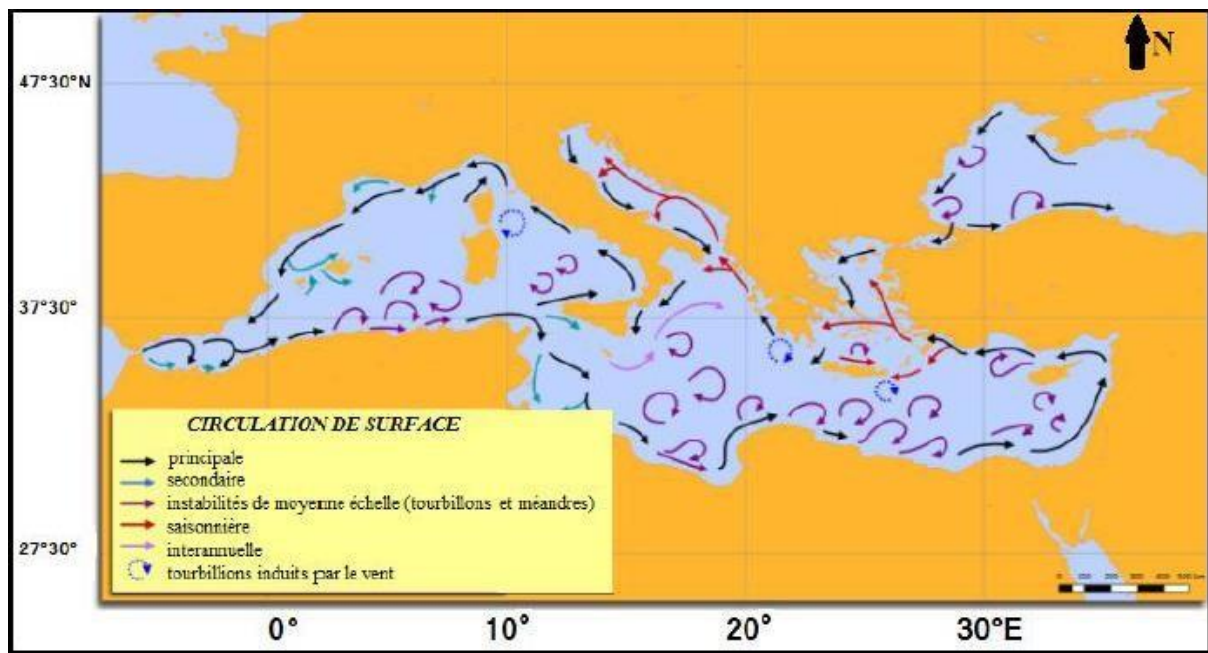 N
47°30°N
37°30°
27°30°
CIRCULATION DE SURFACE
principale
secondaire
instabilités de moyenne échelle (tourbillons et méandres)
saisonnière
interannuelle
tourbillions induits par le vent
0° 10° 20° 30°E